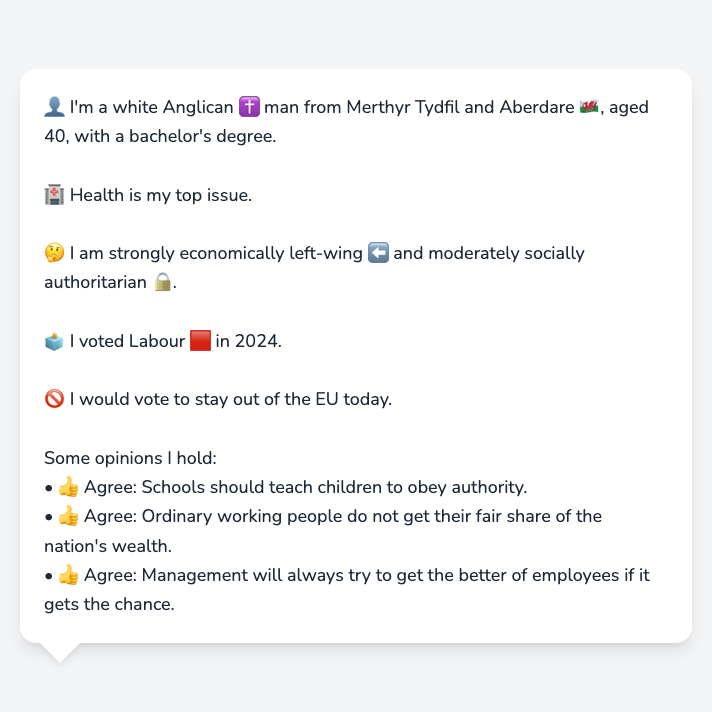 👤 I'm a white Anglican ✝️ man from Merthyr Tydfil and Aberdare 🏴󠁧󠁢󠁷󠁬󠁳󠁿, aged
40, with a bachelor's degree.
🏥 Health is my top issue.
🤔 I am strongly economically left-wing ⬅️ and moderately socially
authoritarian 🔒.
🗳️ I voted Labour 🟥 in 2024.
🚫 I would vote to stay out of the EU today.
Some opinions I hold:
• 👍 Agree: Schools should teach children to obey authority.
• 👍 Agree: Ordinary working people do not get their fair share of the
nation's wealth.
• 👍 Agree: Management will always try to get the better of employees if it
gets the chance.